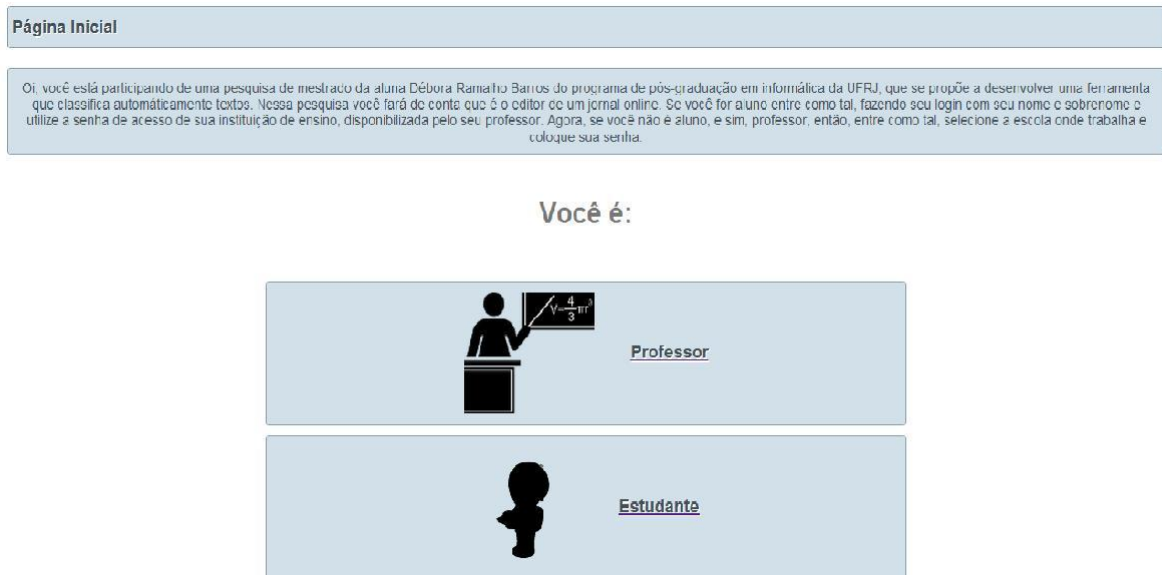 Página Inicial
Oi, você está participando de uma pesquisa de mestrado da aluna Débora Ramalho Barros do programa de pós-graduação em informática da UFRJ, que se propõe a desenvolver uma ferramenta
que classifica automáticamente textos. Nessa pesquisa você fará de conta que é o editor de um jornal online. Se você for aluno entre como tal, fazendo seu login com seu nome e sobrenome e
utilize a senha de acesso de sua instituição de ensino, disponibilizada pelo seu professor. Agora, se você não é aluno, e sim, professor, então, entre como tal, selecione a escola onde trabalha e
coloque sua senha.
Você é:
V=4/3πr³
Professor
Estudante